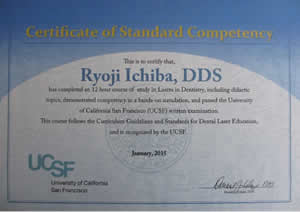 Certificate of Standard Competency
This is to certify that,
Ryoji Ichiba, DDS
has completed an 12 hour course of study in Lasers in Dentistry, including didactic
topics, demonstrated competency in a hands-on simulation, and passed the University
of California San Francisco (UCSF) written examination.
This course follows the Curriculum Guidelines and Standards for Dental Laser Education,
and is recognized by the UCSF.
January, 2015
UCSF
University of California
San Francisco